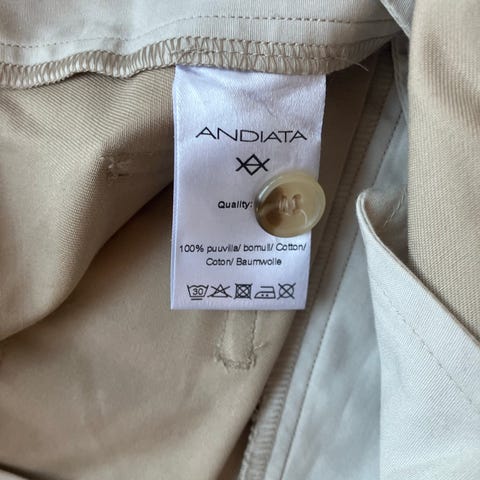 ANDIATA
Quality:
100% puuvilla/ bomull/ Cotton/
Coton/ Baumwolle
30